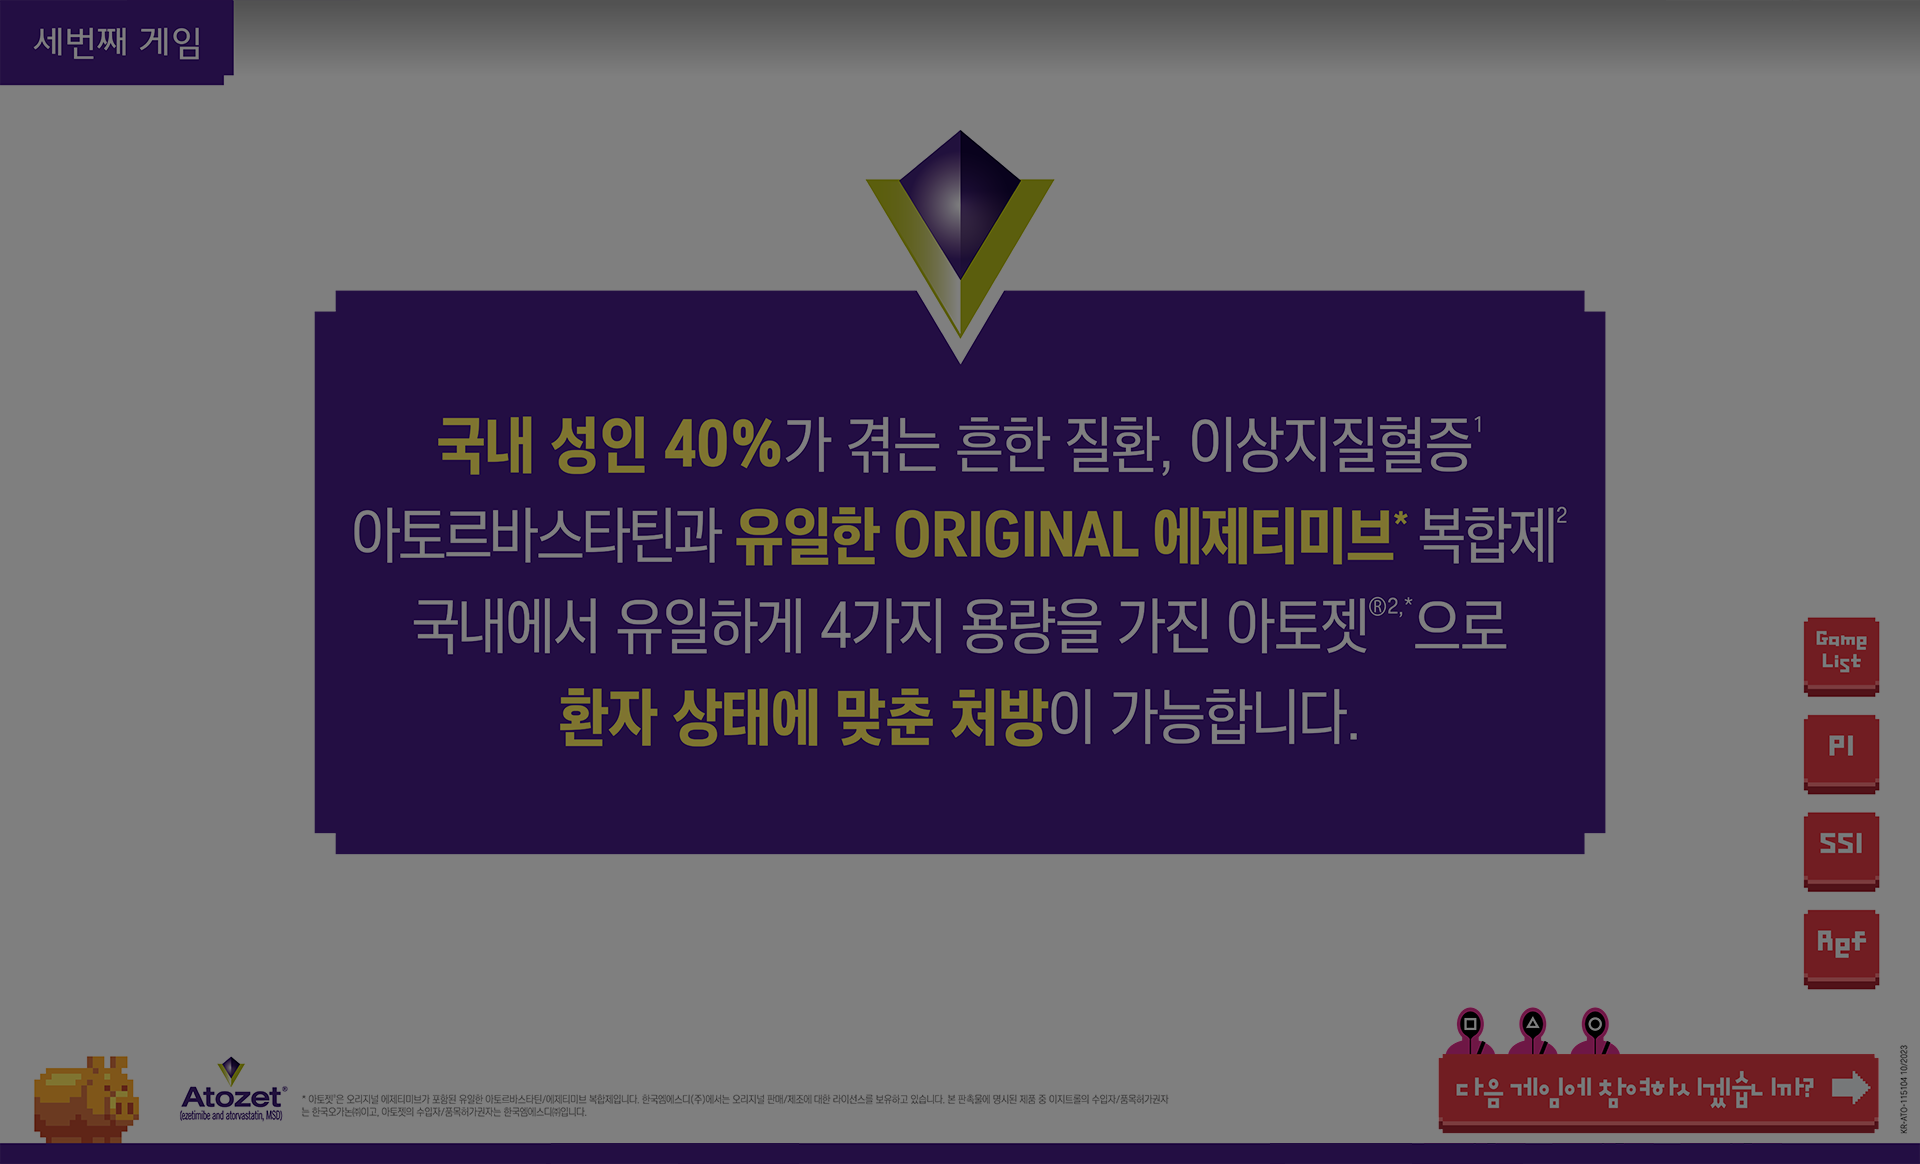 세번째 게임
국내 성인 40%가 겪는 흔한 질환, 이상지질혈증1
아토르바스타틴과 유일한 ORIGINAL 에제티미브* 복합제2
국내에서 유일하게 4가지 용량을 가진 아토젯®2,*으로
환자 상태에 맞춘 처방이 가능합니다.
Game
List
PI
SSI
Ref
다음 게임에 참여하시겠습니까?
Atozet®
(ezetimibe and atorvastatin, MSD)
* 아토젯®은 오리지널 에제티미브가 포함된 유일한 아토르바스타틴/에제티미브 복합제입니다. 한국엠에스디(주)에서는 오리지널 판매/제조에 대한 라이선스를 보유하고 있습니다. 본 판촉물에 명시된 제품 중 이지트롤의 수입자/품목허가권자
는 한국오가논㈜이고, 아토젯의 수입자/품목허가권자는 한국엠에스디㈜입니다.
KR-ATO-115104 10/2023